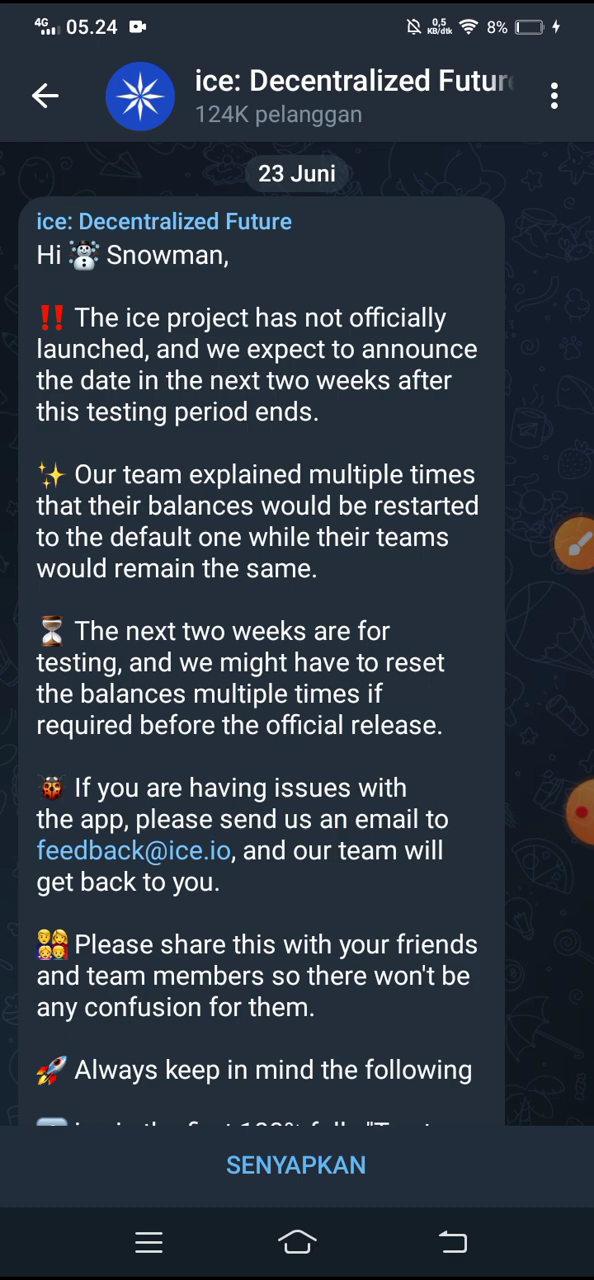 4G 05.24 0,5 KB/dtk 8%
ice: Decentralized Futur
124K pelanggan
23 Juni
ice: Decentralized Future
Hi ☃️ Snowman,
‼️ The ice project has not officially
launched, and we expect to announce
the date in the next two weeks after
this testing period ends.
✨ Our team explained multiple times
that their balances would be restarted
to the default one while their teams
would remain the same.
⏳ The next two weeks are for
testing, and we might have to reset
the balances multiple times if
required before the official release.
🐞 If you are having issues with
the app, please send us an email to
feedback@ice.io, and our team will
get back to you.
👨‍👩‍👧‍👦 Please share this with your friends
and team members so there won't be
any confusion for them.
🚀 Always keep in mind the following
SENYAPKAN